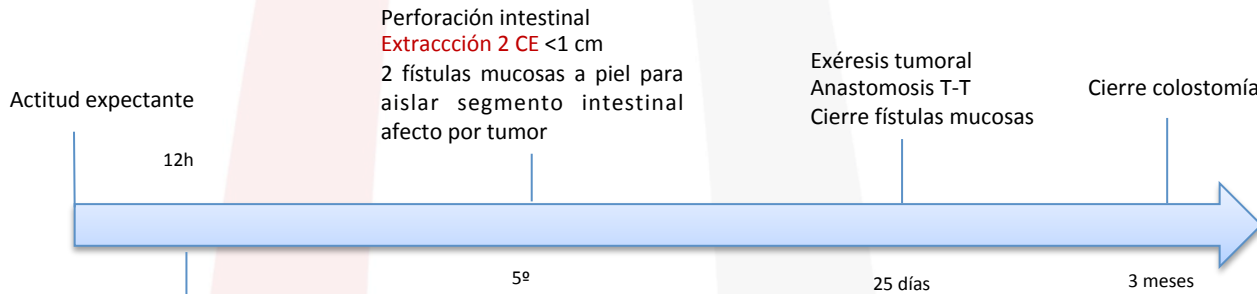 Perforación intestinal
Extraccción 2 CE <1 cm
2 fístulas mucosas a piel para
aislar segmento intestinal
afecto por tumor
Exéresis tumoral
Anastomosis T-T
Cierre fístulas mucosas
Actitud expectante
Cierre colostomía
12h
5º
25 días
3 meses